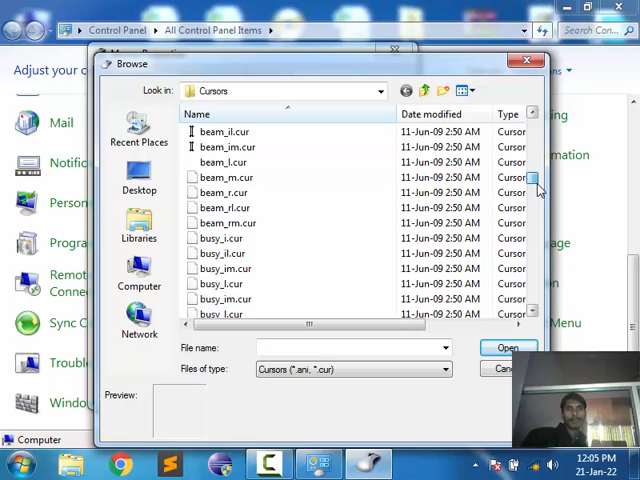 Control Panel
All Control Panel Items
Search Con...
Adjust your c
Browse
Look in:
Cursors
Name
Date modified
Type
beam_il.cur 11-Jun-09 2:50 AM Cursor
beam_im.cur 11-Jun-09 2:50 AM Cursor
beam_l.cur 11-Jun-09 2:50 AM Cursor
beam_m.cur 11-Jun-09 2:50 AM Cursor
beam_r.cur 11-Jun-09 2:50 AM Cursor
beam_rl.cur 11-Jun-09 2:50 AM Cursor
beam_rm.cur 11-Jun-09 2:50 AM Cursor
busy_i.cur 11-Jun-09 2:50 AM Cursor
busy_il.cur 11-Jun-09 2:50 AM Cursor
busy_im.cur 11-Jun-09 2:50 AM Cursor
busy_l.cur 11-Jun-09 2:50 AM Cursor
busy_im.cur 11-Jun-09 2:50 AM Cursor
busy_l.cur 11-Jun-09 2:50 AM Cursor
Recent Places
Desktop
Libraries
Computer
Network
File name:
Open
Files of type:
Cursors (*.ani, *.cur)
Canc
Preview:
Mail
Notific
Person
Progra
Remot
Conne
Sync C
Troubl
Windo
ing
mation
le
Menu
Computer
12:05 PM
21-Jan-22